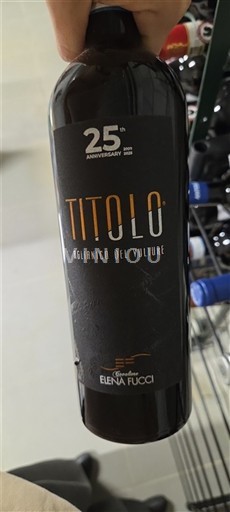 25th
ANNIVERSARY
TITOLO
AGLIANICO DEL VULTURE
ELENA FUCCI